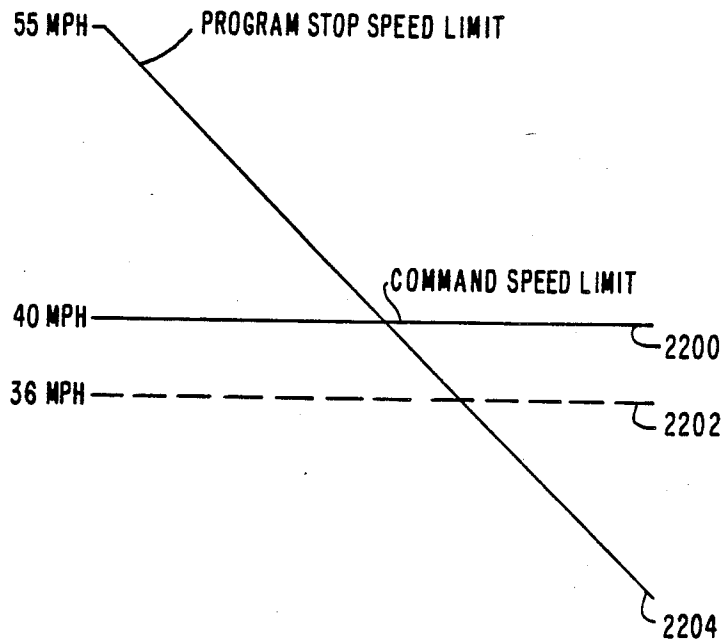 55 MPH
PROGRAM STOP SPEED LIMIT
COMMAND SPEED LIMIT
40 MPH
2200
36 MPH
2202
2204